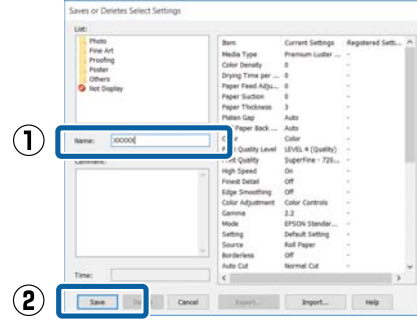 Saves or Deletes Select Settings
List:
Photo
Fine Art
Proofing
Poster
Others
Not Display
① Name: XXXXX
Comment:
Time:
Item Current Settings Registered Setti...
Media Type Premium Luster ... -
Color Density 0 -
Drying Time per ... 0 -
Paper Feed Adju... 0 -
Paper Suction 0 -
Paper Thickness 3 -
Platen Gap Auto -
Paper Back ... Auto -
Color -
Quality Level LEVEL 4 (Quality) -
Print Quality SuperFine - 720... -
High Speed On -
Finest Detail Off -
Edge Smoothing Off -
Color Adjustment Color Controls -
Gamma 2.2 -
Mode EPSON Standar... -
Setting Default Setting -
Source Roll Paper -
Borderless Off -
Auto Cut Normal Cut -
② Save Cancel Export... Import... Help